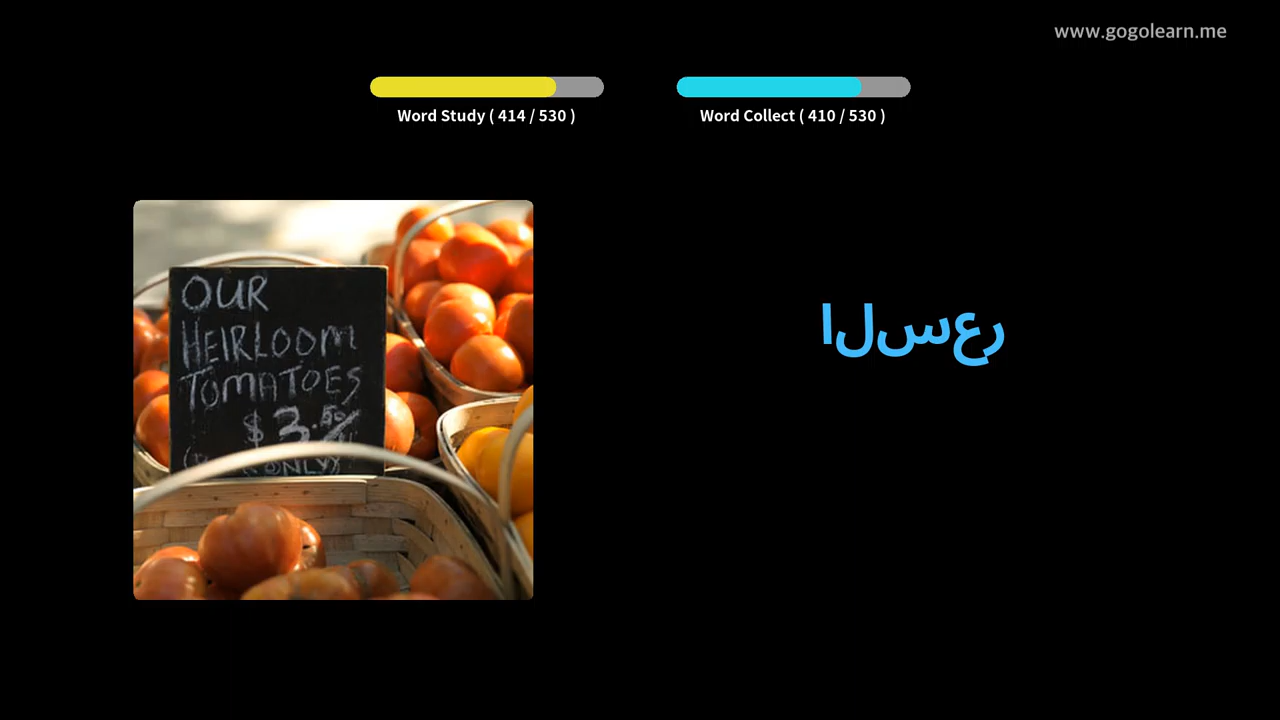 www.gogolearn.me
Word Study ( 414 / 530 )
Word Collect ( 410 / 530 )
OUR
HEIRLOOM
TOMATOES
$3.50
ONLY)
السعر